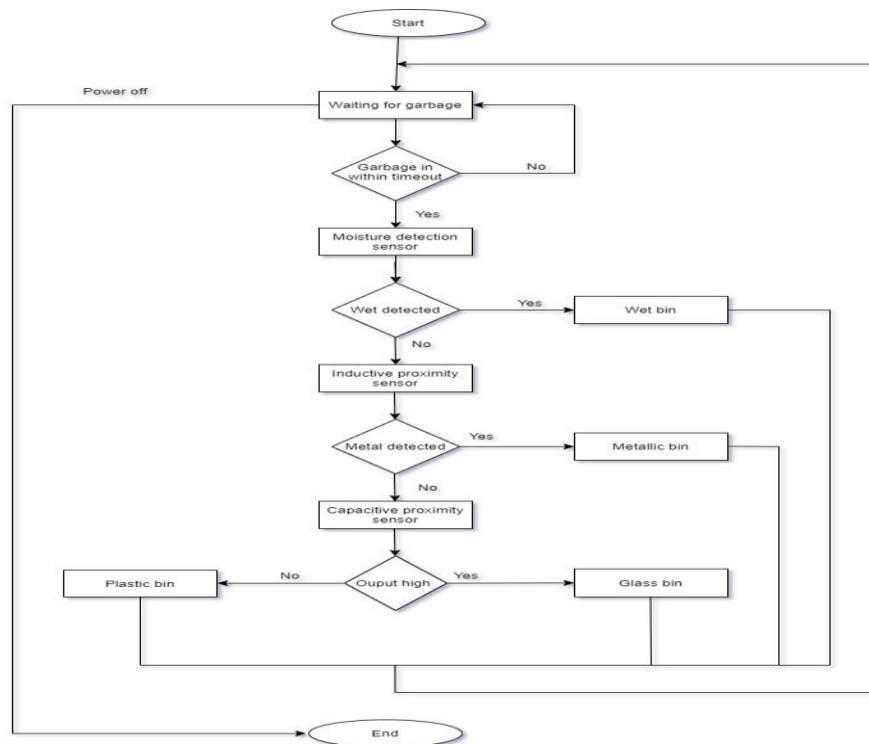 Start
Power off
Waiting for garbage
Garbage in
within timeout
No
Yes
Moisture detection
sensor
Wet detected
Yes
Wet bin
No
Inductive proximity
sensor
Metal detected
Yes
Metallic bin
No
Capacitive proximity
sensor
Plastic bin
No
Ouput high
Yes
Glass bin
End